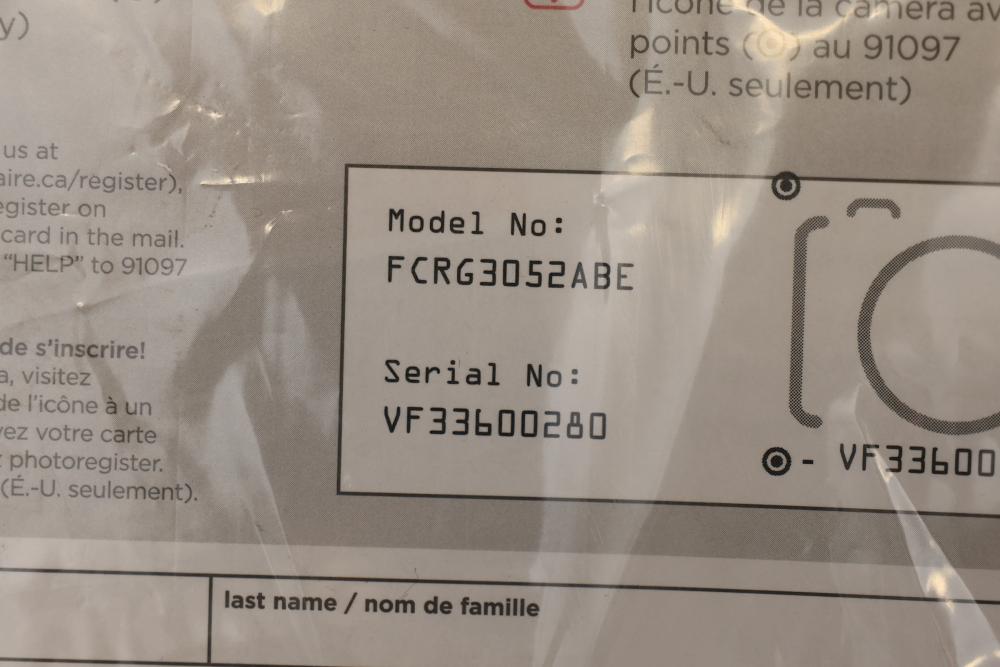 y)
l'icône de la caméra av
points (◎) au 91097
(É.-U. seulement)
us at
aire.ca/register),
egister on
card in the mail.
"HELP" to 91097
de s'inscrire!
a, visitez
de l'icône à un
ez votre carte
photoregister.
(É.-U. seulement).
Model No:
FCRG3052ABE
Serial No:
VF33600280
- VF33600
last name / nom de famille